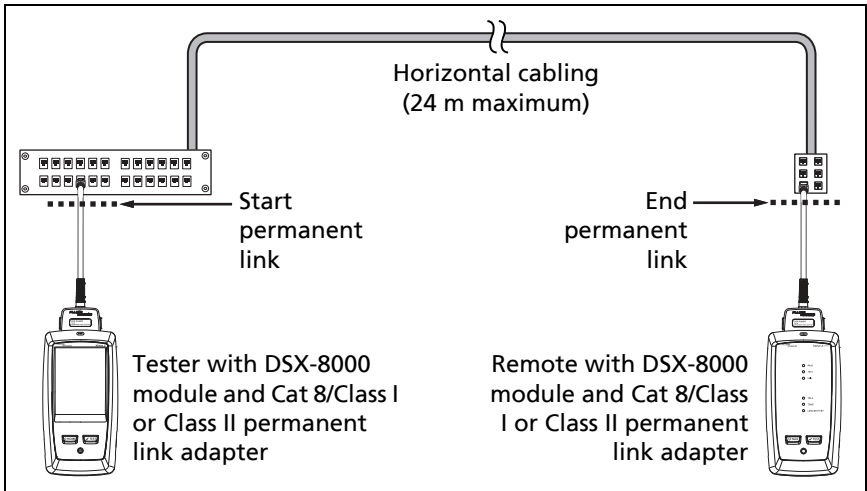 Horizontal cabling
(24 m maximum)
Start
permanent
link
End
permanent
link
Tester with DSX-8000
module and Cat 8/Class I
or Class II permanent
link adapter
Remote with DSX-8000
module and Cat 8/Class
I or Class II permanent
link adapter